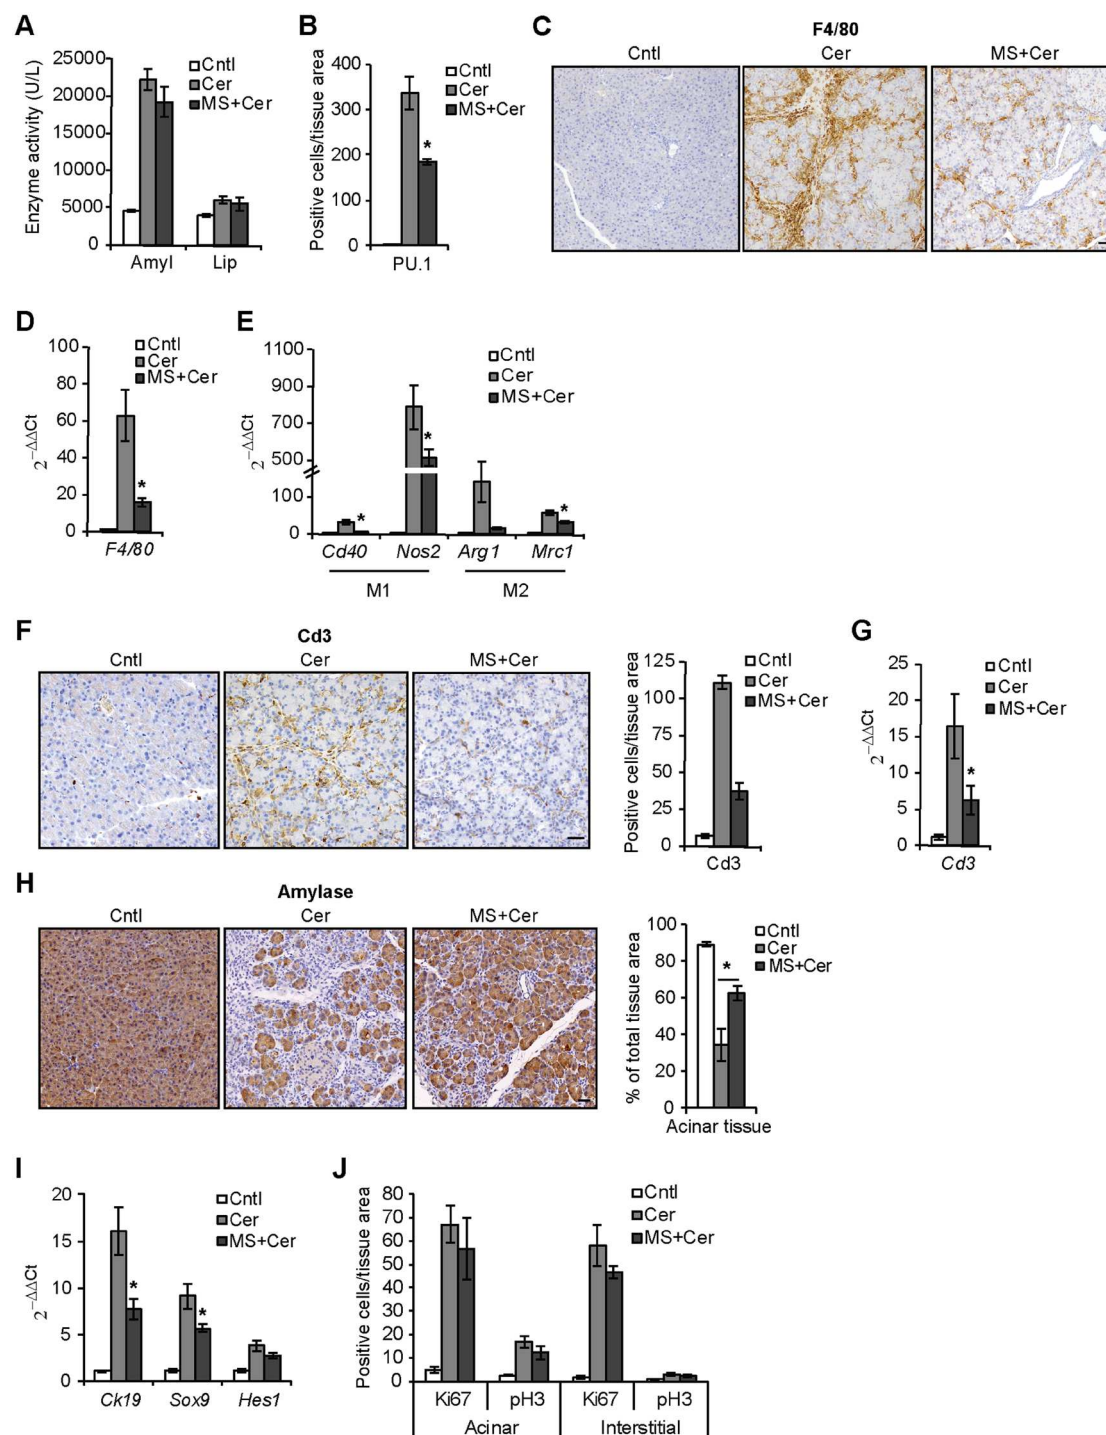 A
Enzyme activity (U/L)
25000
20000
15000
10000
5000
0
Cntl
Cer
MS+Cer
Amyl Lip
B
Positive cells/tissue area
400
300
200
100
0
Cntl
Cer
MS+Cer
*
PU.1
C
F4/80
Cntl Cer MS+Cer
D
2−ΔΔCt
100
80
60
40
20
0
Cntl
Cer
MS+Cer
*
F4/80
E
2−ΔΔCt
1100
900
700
500
100
0
Cntl
Cer
MS+Cer
* * *
Cd40 Nos2 Arg1 Mrc1
M1 M2
F
Cd3
Cntl Cer MS+Cer
Positive cells/tissue area
125
100
75
50
25
0
Cntl
Cer
MS+Cer
Cd3
G
2−ΔΔCt
25
20
15
10
5
0
Cntl
Cer
MS+Cer
*
Cd3
H
Amylase
Cntl Cer MS+Cer
% of total tissue area
100
80
60
40
20
0
Cntl
Cer
MS+Cer
*
Acinar tissue
I
2−ΔΔCt
20
15
10
5
0
Cntl
Cer
MS+Cer
* *
Ck19 Sox9 Hes1
J
Positive cells/tissue area
80
70
60
50
40
30
20
10
0
Cntl
Cer
MS+Cer
Ki67 pH3 Ki67 pH3
Acinar Interstitial